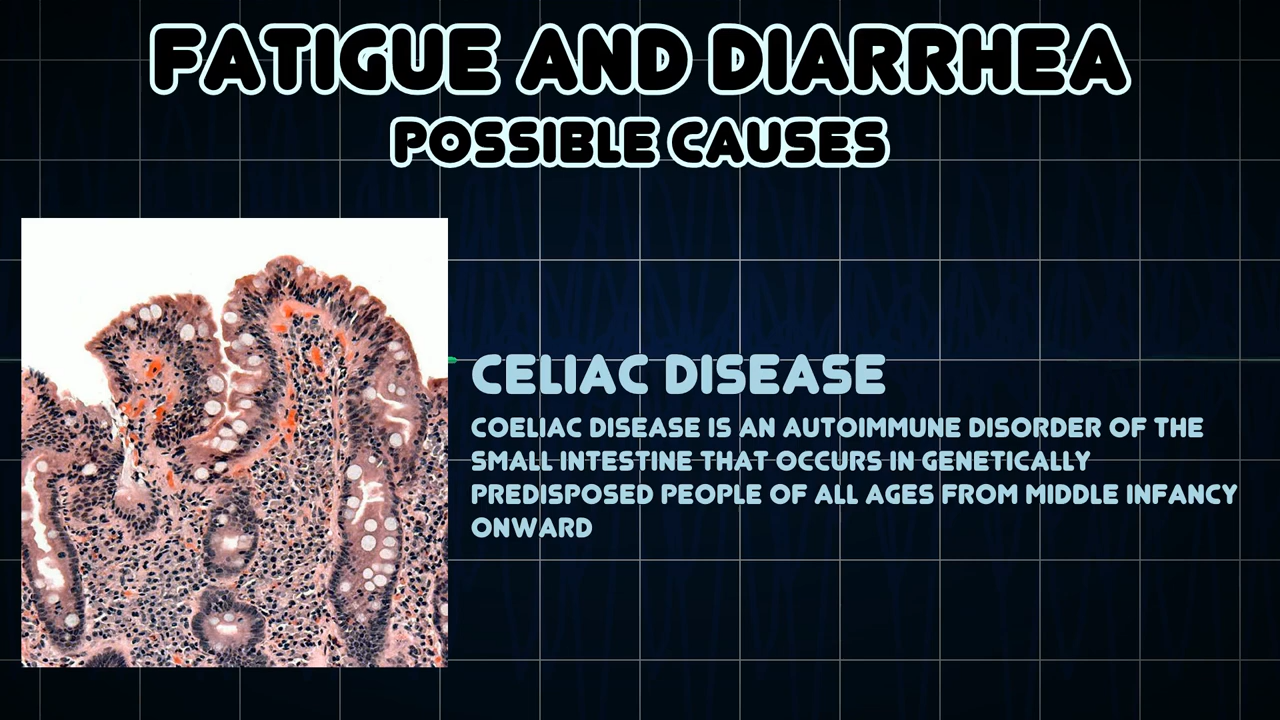 FATIGUE AND DIARRHEA
POSSIBLE CAUSES
CELIAC DISEASE
COELIAC DISEASE IS AN AUTOIMMUNE DISORDER OF THE
SMALL INTESTINE THAT OCCURS IN GENETICALLY
PREDISPOSED PEOPLE OF ALL AGES FROM MIDDLE INFANCY
ONWARD